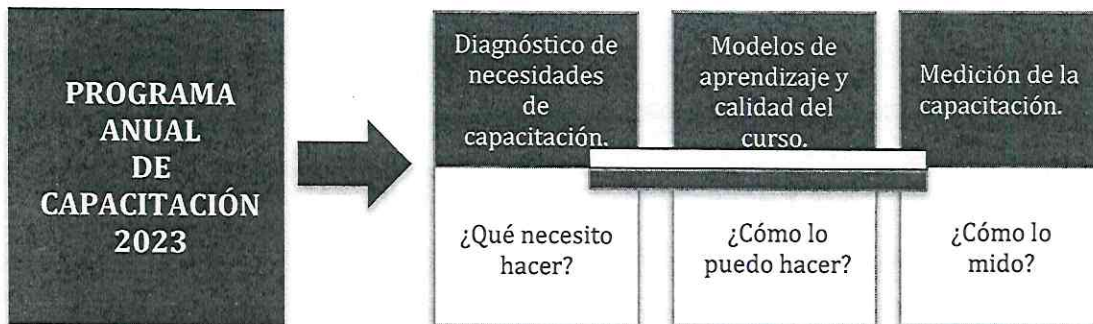 PROGRAMA
ANUAL
DE
CAPACITACIÓN
2023
Diagnóstico de
necesidades
de
capacitación.
Modelos de
aprendizaje y
calidad del
curso.
Medición de la
capacitación.
¿Qué necesito
hacer?
¿Cómo lo
puedo hacer?
¿Cómo lo
mido?